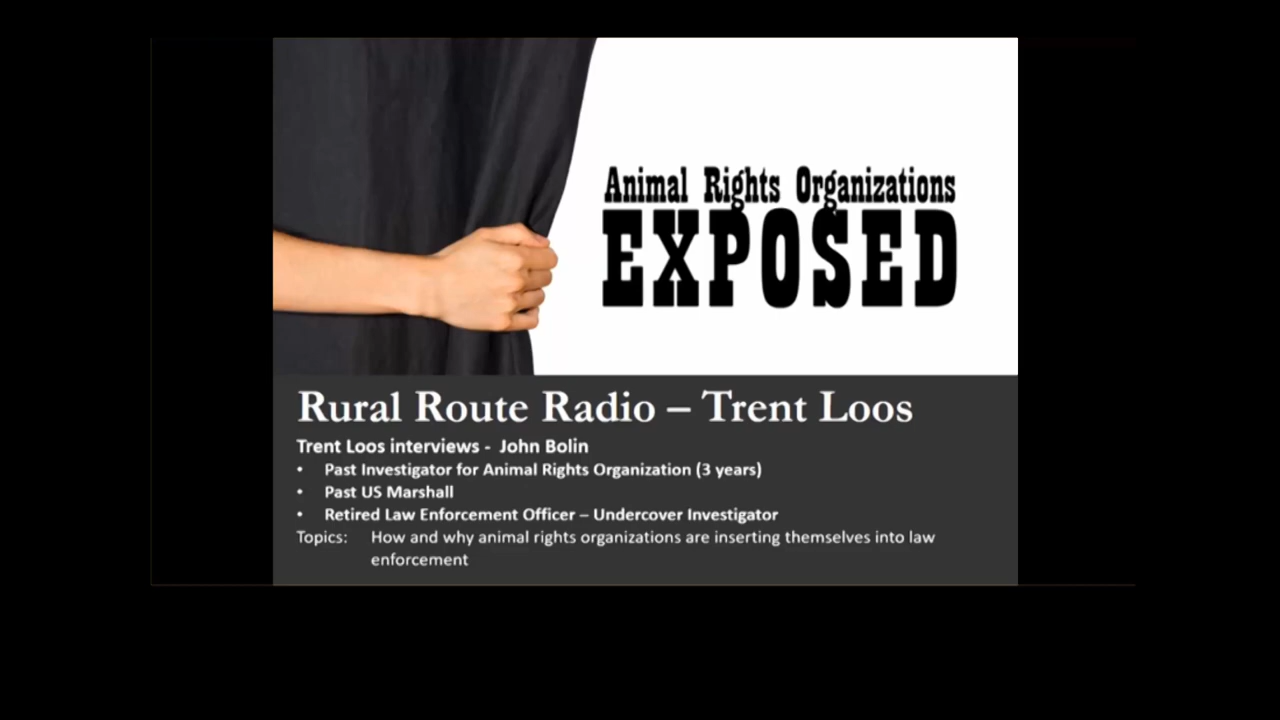 Animal Rights Organizations
EXPOSED
Rural Route Radio – Trent Loos
Trent Loos interviews - John Bolin
• Past Investigator for Animal Rights Organization (3 years)
• Past US Marshall
• Retired Law Enforcement Officer – Undercover Investigator
Topics: How and why animal rights organizations are inserting themselves into law
enforcement